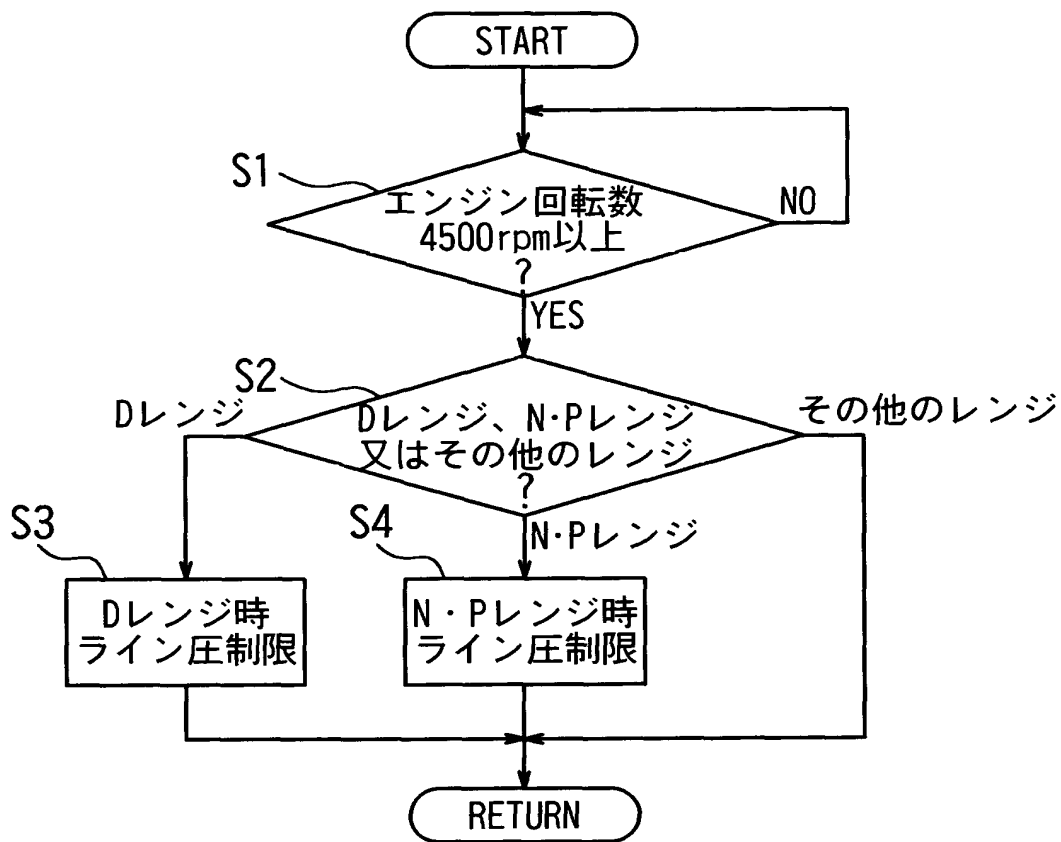 START
S1
エンジン回転数
4500rpm以上
?
NO
YES
S2
Dレンジ
Dレンジ、N・Pレンジ
又はその他のレンジ
?
その他のレンジ
N・Pレンジ
S3
Dレンジ時
ライン圧制限
S4
N・Pレンジ時
ライン圧制限
RETURN